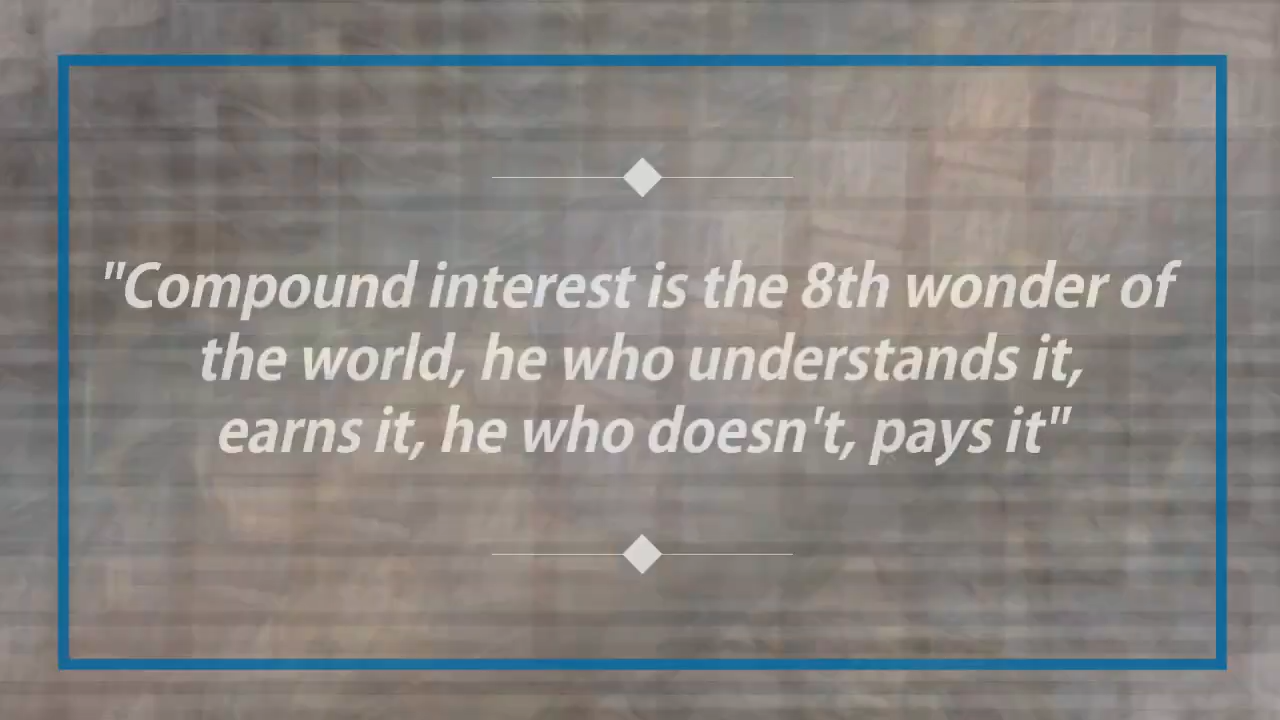 "Compound interest is the 8th wonder of
the world, he who understands it,
earns it, he who doesn't, pays it"